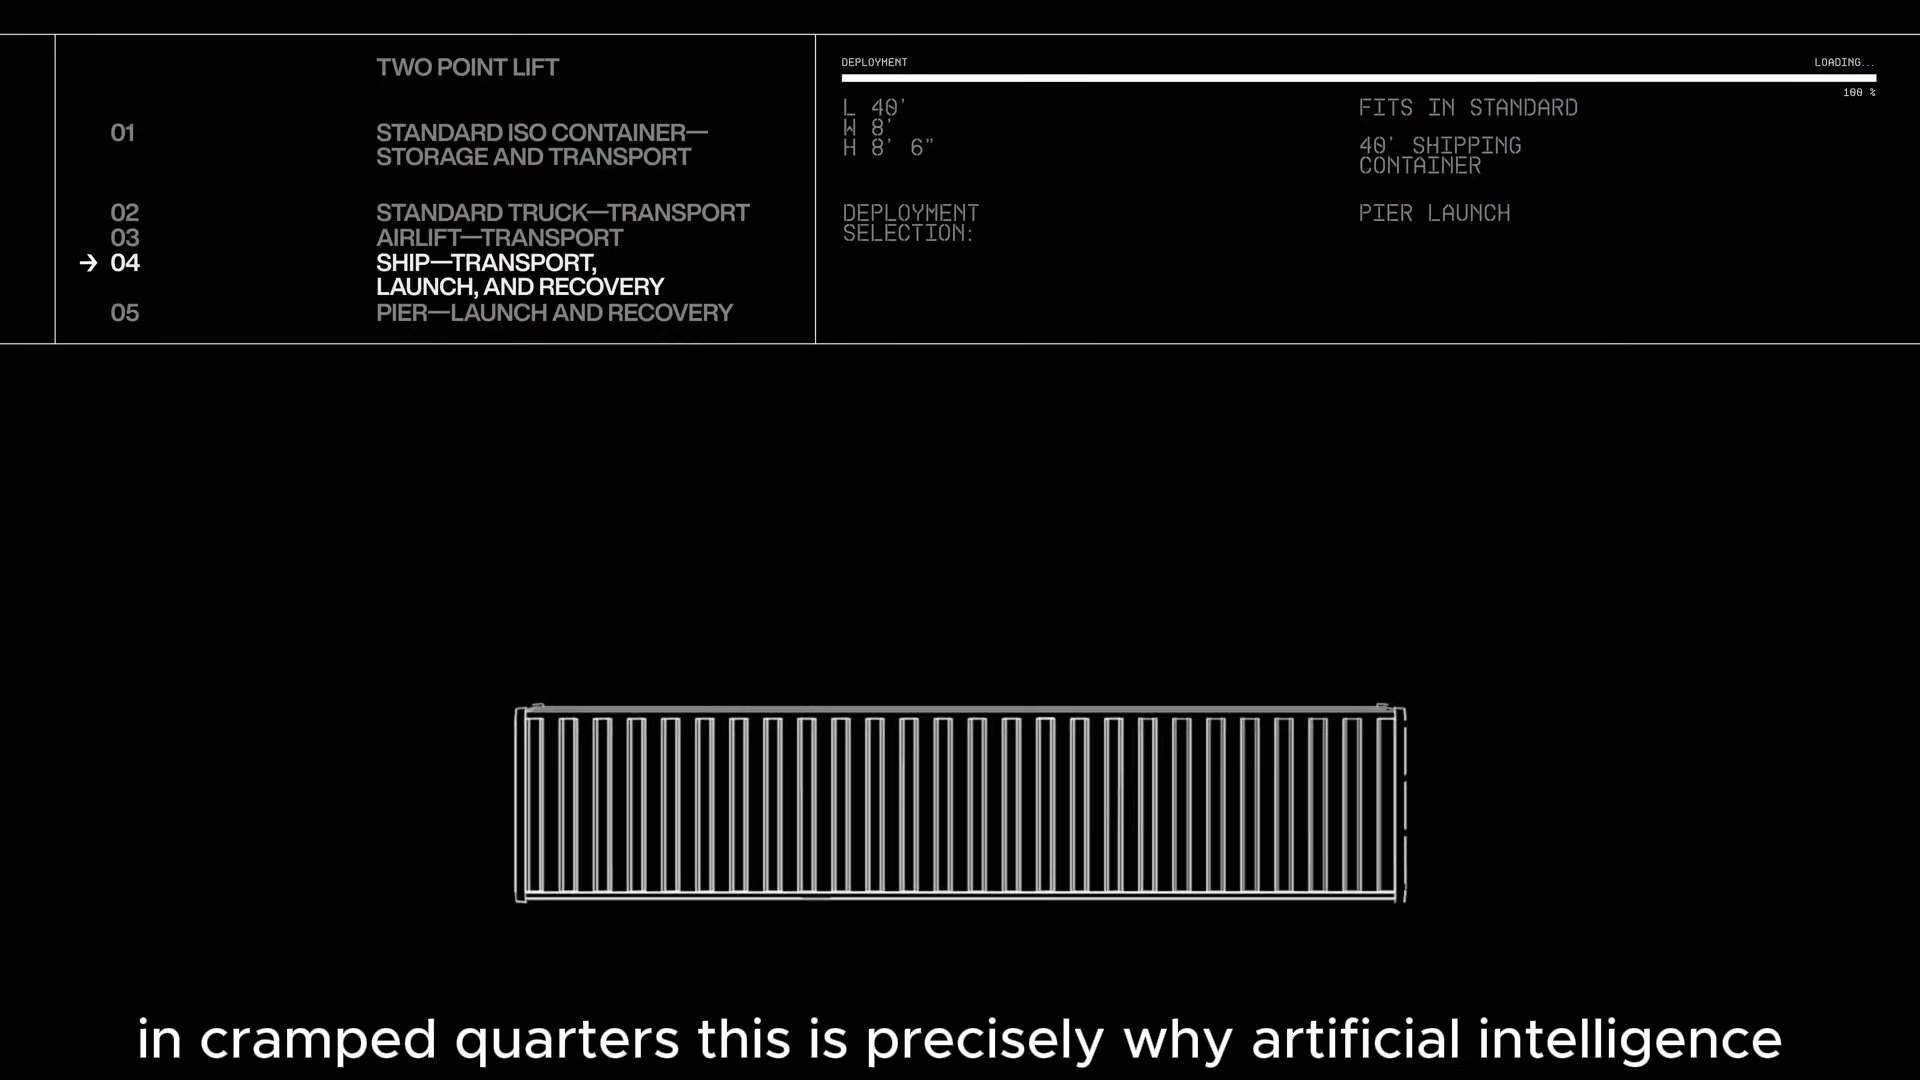 TWO POINT LIFT
01 STANDARD ISO CONTAINER—
STORAGE AND TRANSPORT
02 STANDARD TRUCK—TRANSPORT
03 AIRLIFT—TRANSPORT
→ 04 SHIP—TRANSPORT,
LAUNCH, AND RECOVERY
05 PIER—LAUNCH AND RECOVERY
DEPLOYMENT
LOADING...
100 %
L 40'
W 8'
H 8' 6"
FITS IN STANDARD
40' SHIPPING
CONTAINER
DEPLOYMENT
SELECTION:
PIER LAUNCH
in cramped quarters this is precisely why artificial intelligence